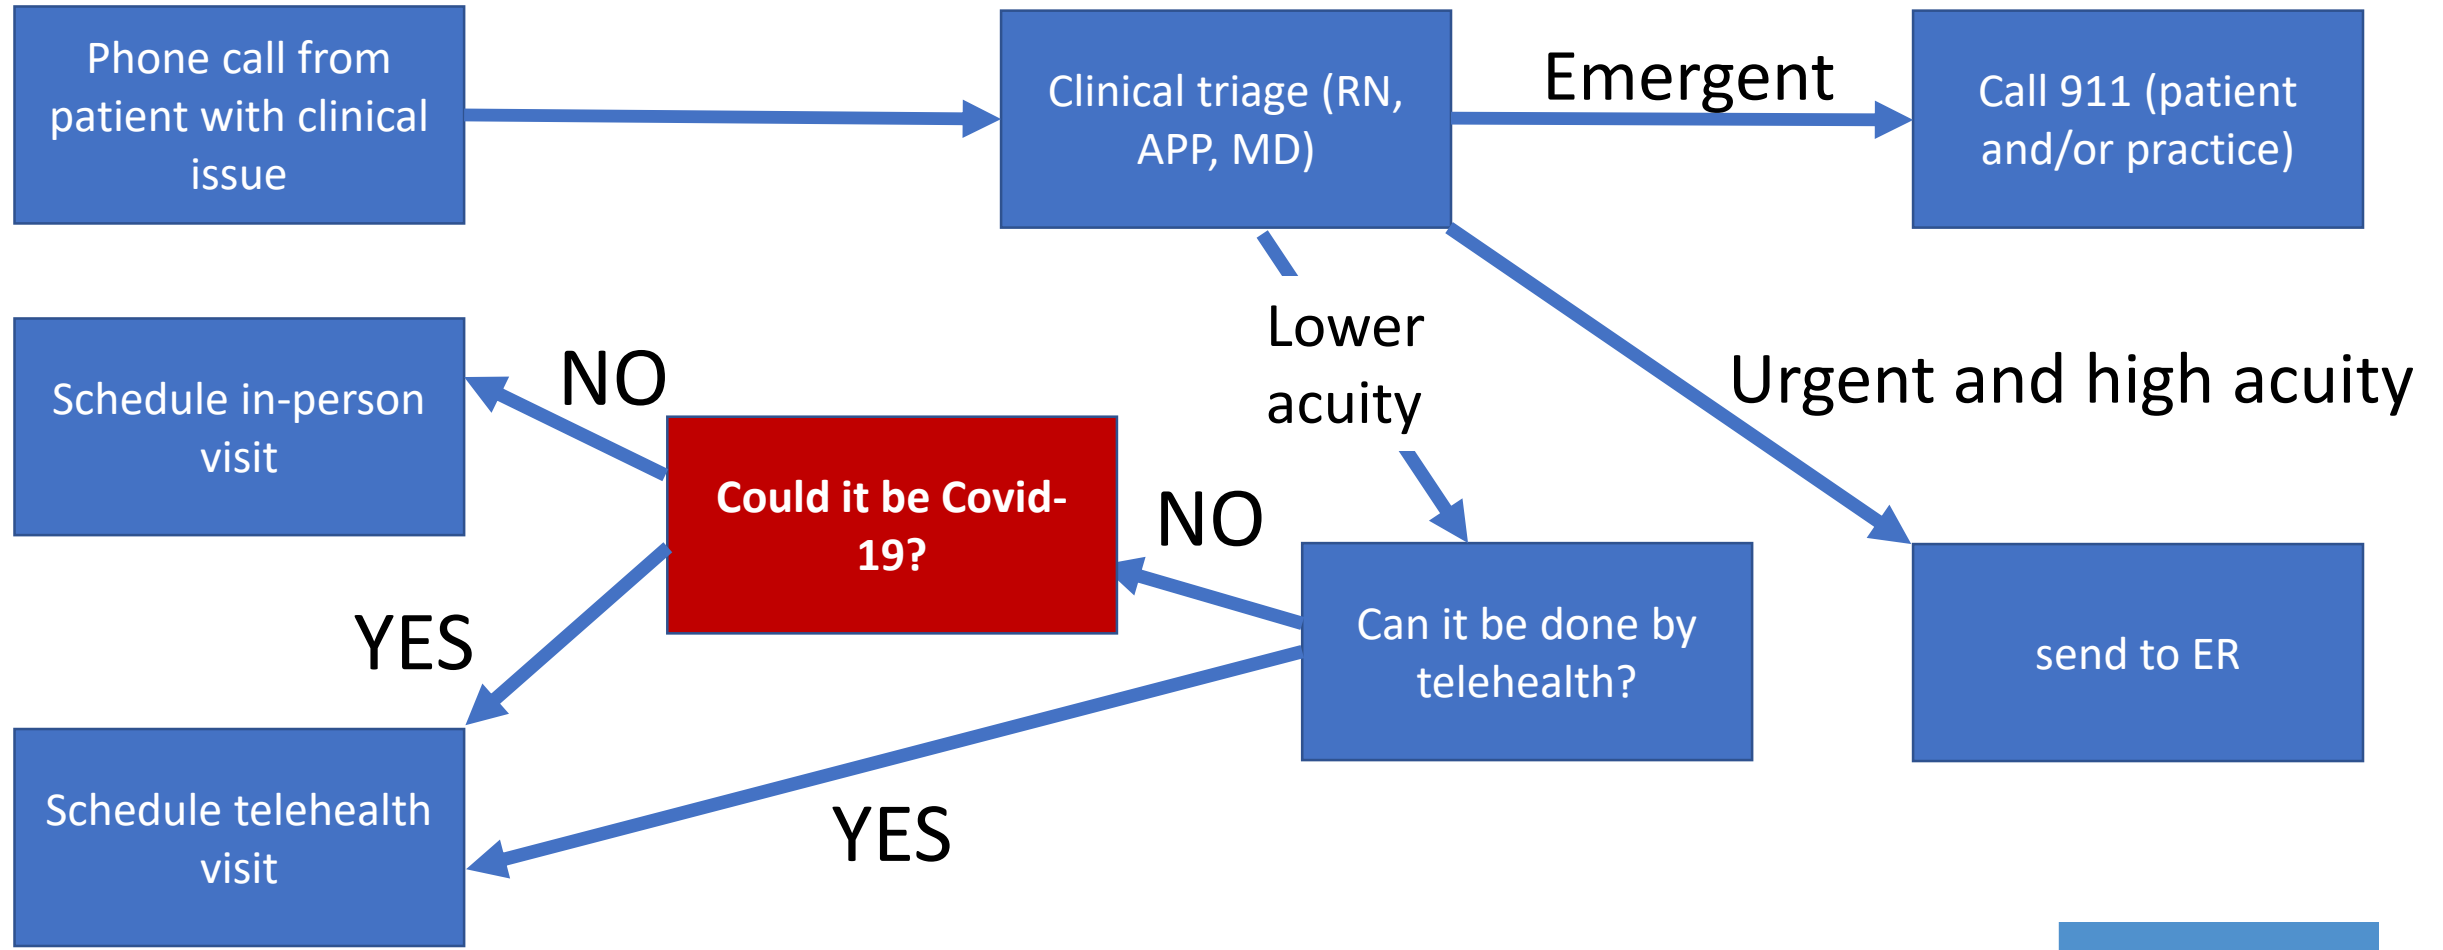 Phone call from
patient with clinical
issue
Clinical triage (RN,
APP, MD)
Emergent
Call 911 (patient
and/or practice)
Lower
acuity
Urgent and high acuity
Schedule in-person
visit
NO
Could it be Covid-
19?
NO
Can it be done by
telehealth?
send to ER
YES
Schedule telehealth
visit
YES